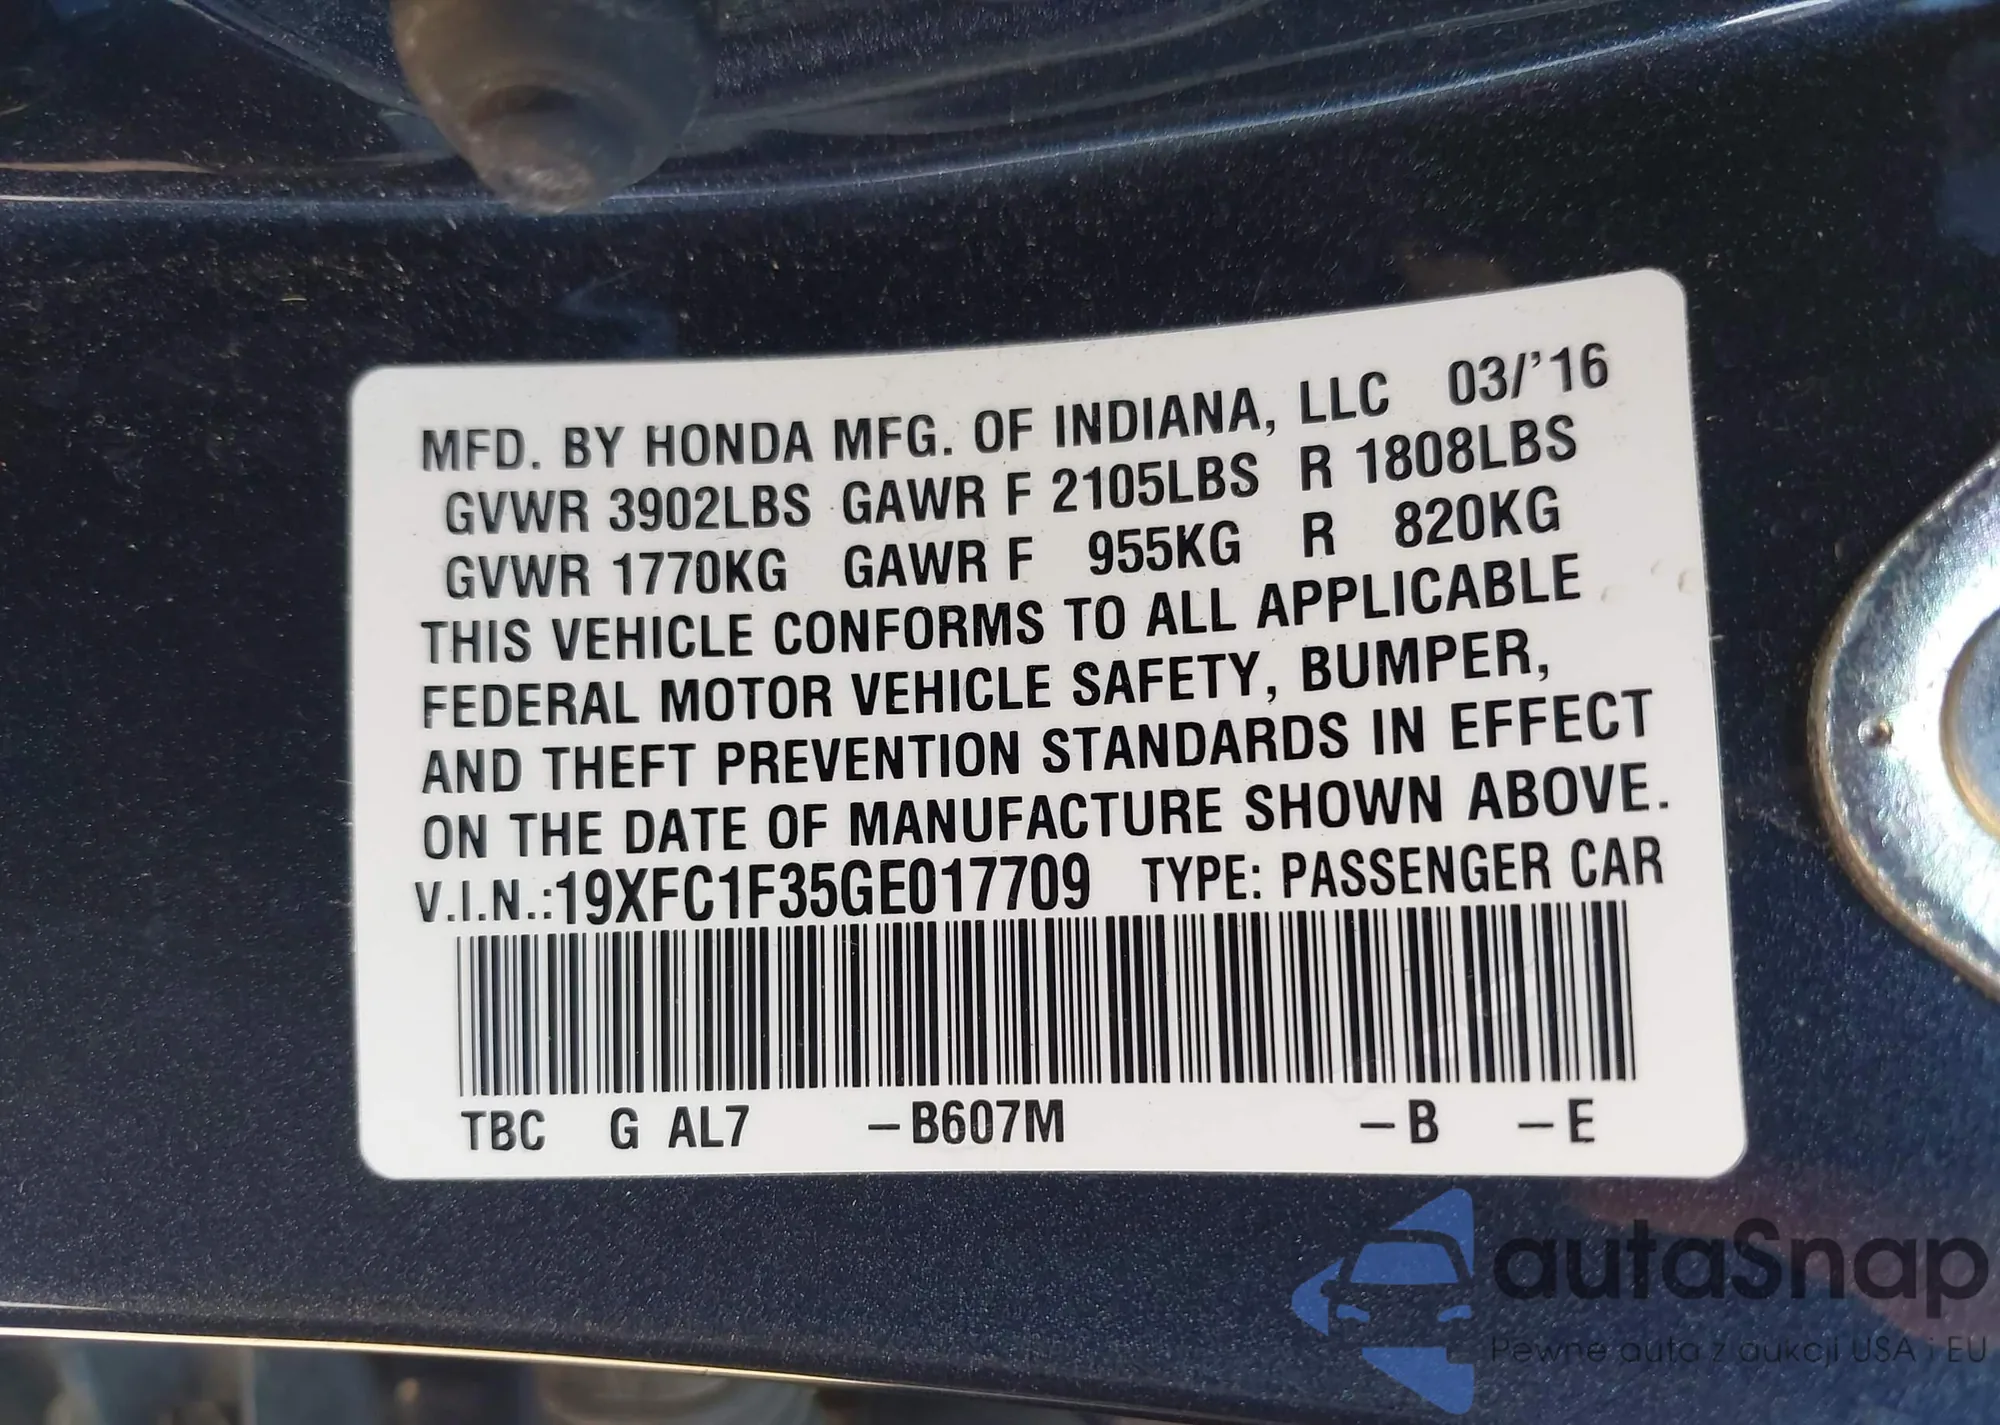 MFD. BY HONDA MFG. OF INDIANA, LLC 03/'16
GVWR 3902LBS GAWR F 2105LBS R 1808LBS
GVWR 1770KG GAWR F 955KG R 820KG
THIS VEHICLE CONFORMS TO ALL APPLICABLE
FEDERAL MOTOR VEHICLE SAFETY, BUMPER,
AND THEFT PREVENTION STANDARDS IN EFFECT
ON THE DATE OF MANUFACTURE SHOWN ABOVE.
V.I.N.:19XFC1F35GE017709 TYPE: PASSENGER CAR
TBC G AL7 –B607M –B –E
autaSnap
Pewne auta z aukcji USA i EU